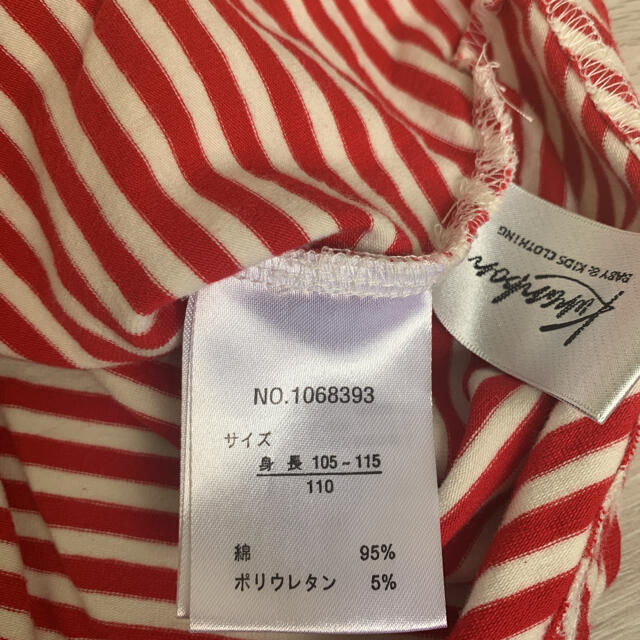 NO.1068393
サイズ
身長 105~115
110
綿 95%
ポリウレタン 5%
BABY & KIDS CLOTHING